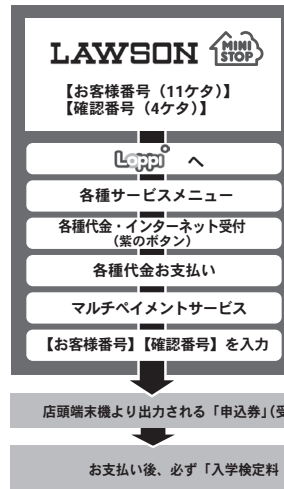 LAWSON MINI STOP
【お客様番号（11ケタ）】
【確認番号（4ケタ）】
Loppi へ
各種サービスメニュー
各種代金・インターネット受付
（紫のボタン）
各種代金お支払い
マルチペイメントサービス
【お客様番号】【確認番号】を入力
店頭端末機より出力される「申込券」（受
お支払い後、必ず「入学検定料